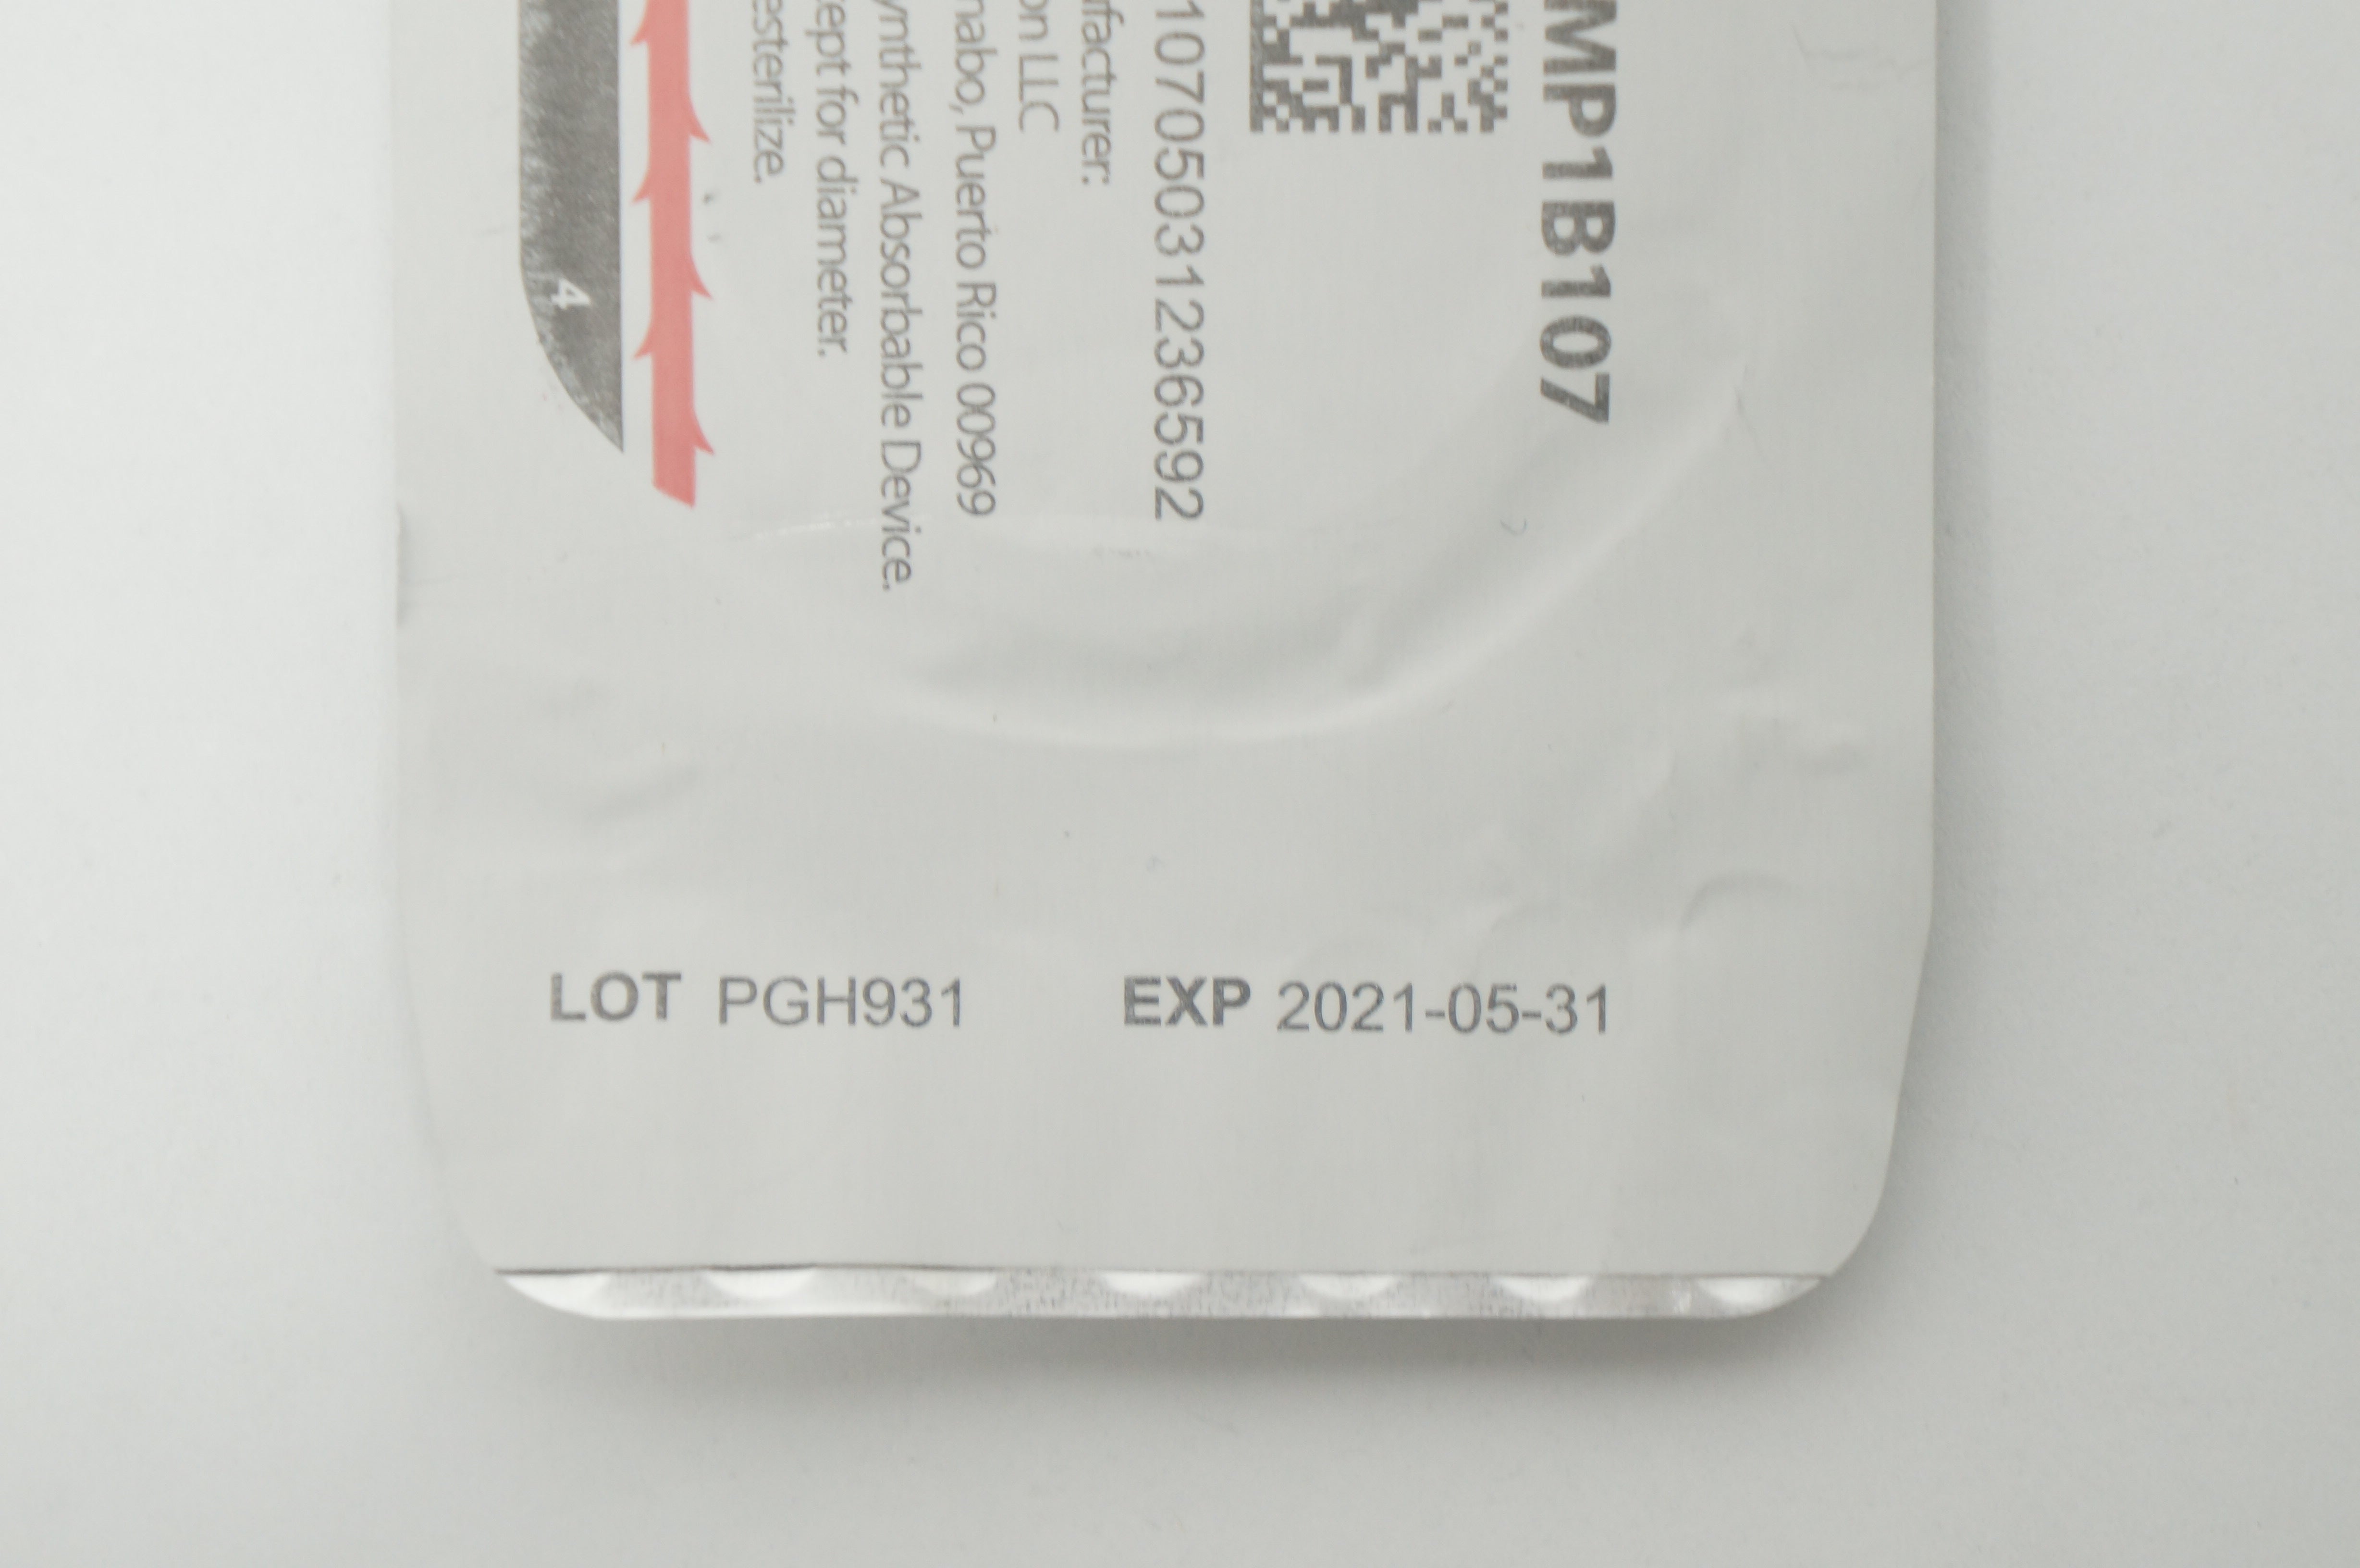 MP1B107
10705031236592
facturer:
on LLC
nabo, Puerto Rico 00969
ynthetic Absorbable Device.
ept for diameter.
esterilize.
4
LOT PGH931 EXP 2021-05-31